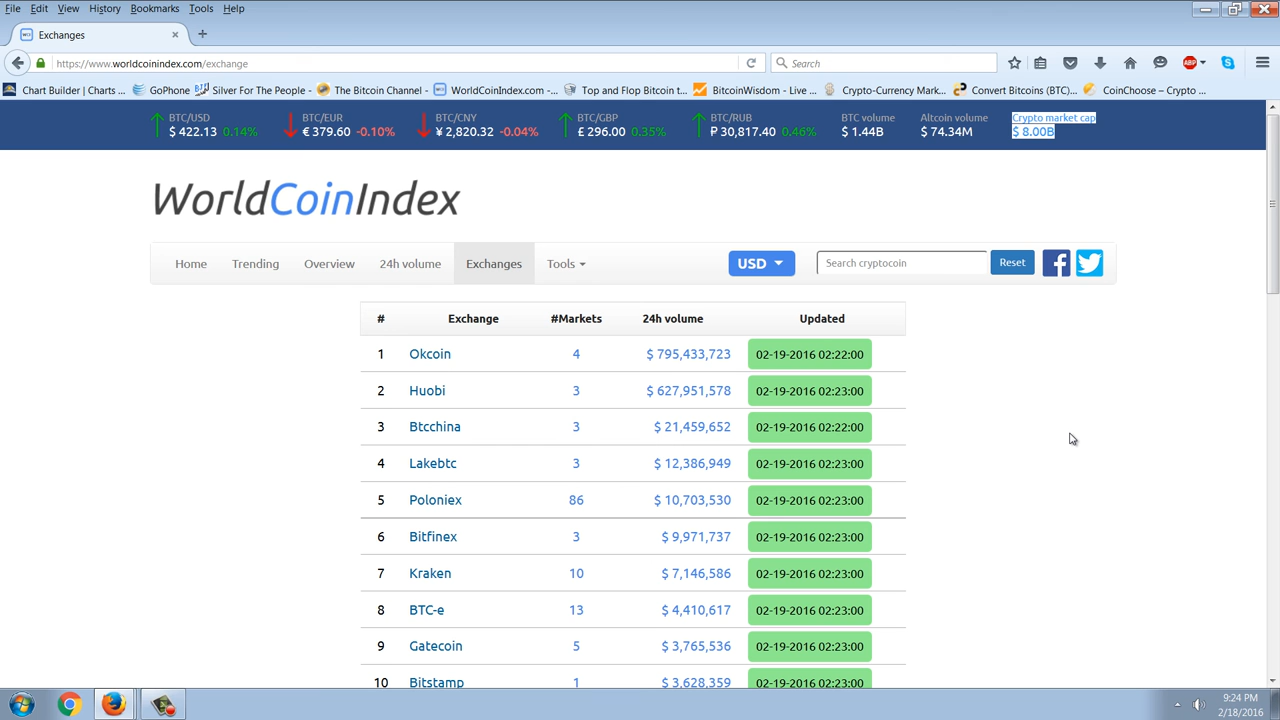 File Edit View History Bookmarks Tools Help
Exchanges
https://www.worldcoinindex.com/exchange
Search
ABP
Chart Builder | Charts ... GoPhone Silver For The People - The Bitcoin Channel - WorldCoinIndex.com -... Top and Flop Bitcoin t... BitcoinWisdom - Live ... Crypto-Currency Mark... Convert Bitcoins (BTC)... CoinChoose – Crypto ...
BTC/USD BTC/EUR BTC/CNY BTC/GBP BTC/RUB BTC volume Altcoin volume Crypto market cap
$ 422.13 0.14% € 379.60 -0.10% ¥ 2,820.32 -0.04% £ 296.00 0.35% ₽ 30,817.40 0.46% $ 1.44B $ 74.34M $ 8.00B
WorldCoinIndex
Home Trending Overview 24h volume Exchanges Tools USD Search cryptocoin Reset
# Exchange #Markets 24h volume Updated
1 Okcoin 4 $ 795,433,723 02-19-2016 02:22:00
2 Huobi 3 $ 627,951,578 02-19-2016 02:23:00
3 Btcchina 3 $ 21,459,652 02-19-2016 02:22:00
4 Lakebtc 3 $ 12,386,949 02-19-2016 02:23:00
5 Poloniex 86 $ 10,703,530 02-19-2016 02:23:00
6 Bitfinex 3 $ 9,971,737 02-19-2016 02:23:00
7 Kraken 10 $ 7,146,586 02-19-2016 02:23:00
8 BTC-e 13 $ 4,410,617 02-19-2016 02:23:00
9 Gatecoin 5 $ 3,765,536 02-19-2016 02:23:00
10 Bitstamp 1 $ 3,628,359 02-19-2016 02:23:00
9:24 PM
2/18/2016